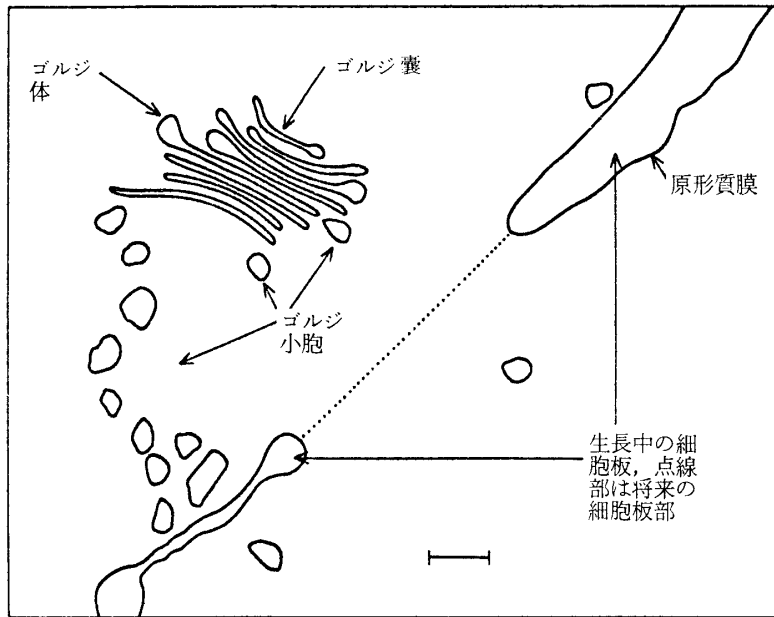 ゴルジ
体
ゴルジ嚢
原形質膜
ゴルジ
小胞
生長中の細
胞板，点線
部は将来の
細胞板部